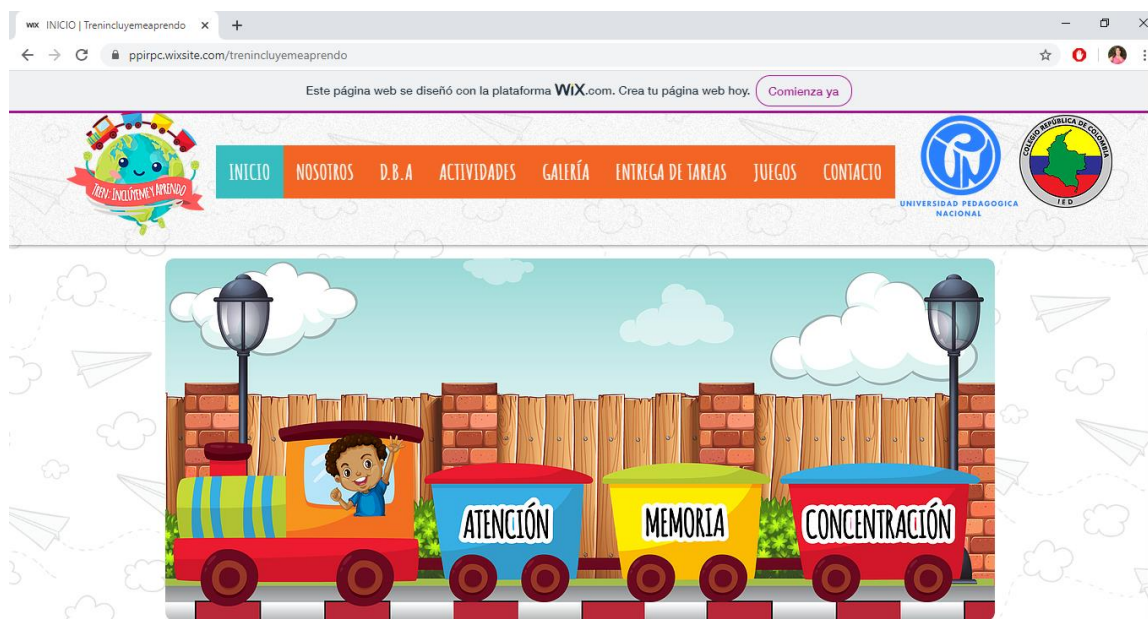 WiX INICIO | Trenincluyemeaprendo
ppirpc.wixsite.com/trenincluyemeaprendo
Este página web se diseñó con la plataforma WiX.com. Crea tu página web hoy. Comienza ya
TREN: INCLÚYEME Y APRENDO
INICIO NOSOTROS D.B.A ACTIVIDADES GALERÍA ENTREGA DE TAREAS JUEGOS CONTACTO
UNIVERSIDAD PEDAGOGICA
NACIONAL
COLEGIO REPÚBLICA DE COLOMBIA
IED
ATENCIÓN MEMORIA CONCENTRACIÓN